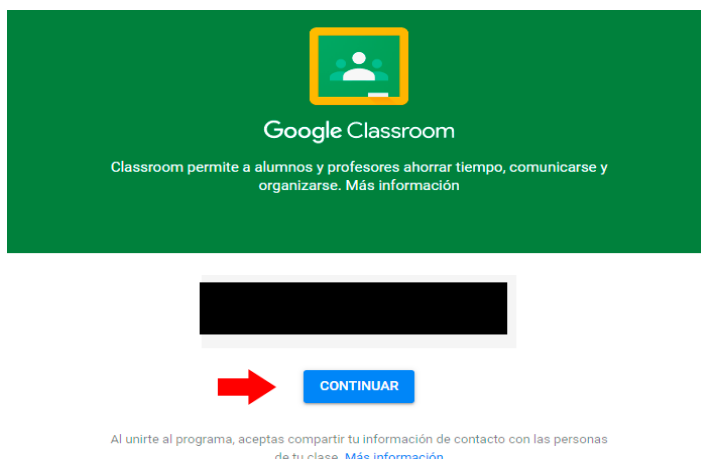 Google Classroom
Classroom permite a alumnos y profesores ahorrar tiempo, comunicarse y
organizarse. Más información
CONTINUAR
Al unirte al programa, aceptas compartir tu información de contacto con las personas
de tu clase. Más información